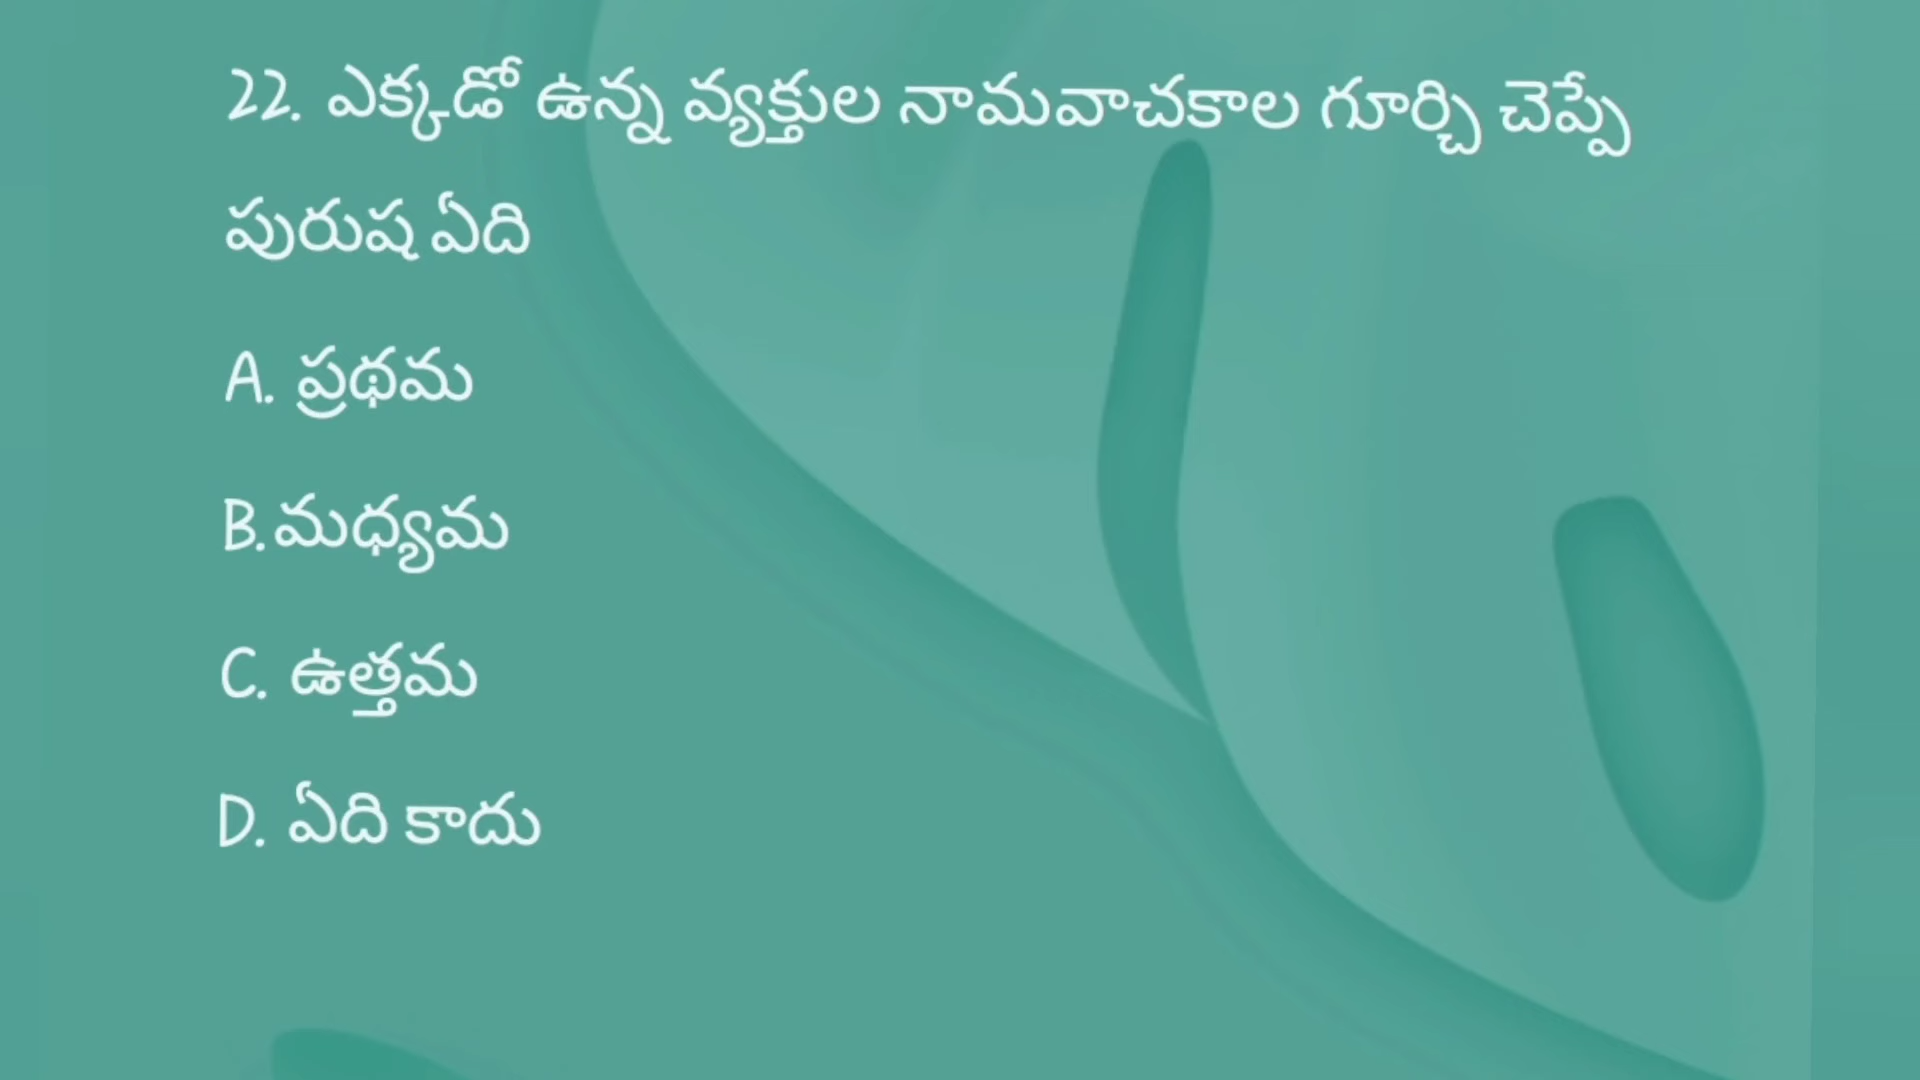 22. ఎక్కడో ఉన్న వ్యక్తుల నామవాచకాల గూర్చి చెప్పే
పురుష ఏది
A. ప్రథమ
B. మధ్యమ
C. ఉత్తమ
D. ఏది కాదు